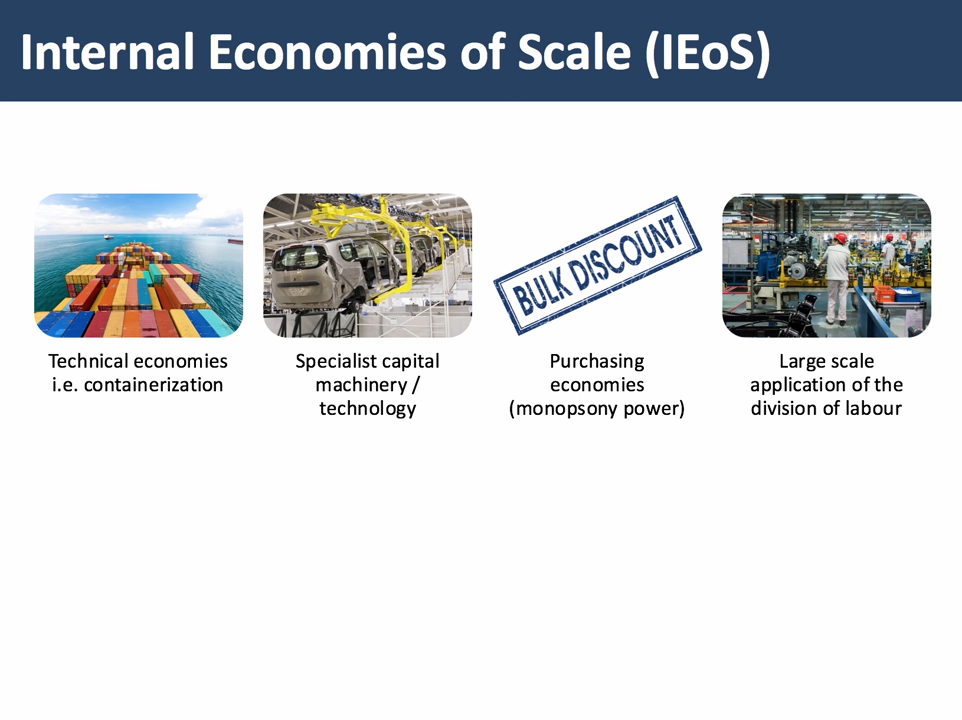 Internal Economies of Scale (IEoS)
BULK DISCOUNT
Technical economies
i.e. containerization
Specialist capital
machinery /
technology
Purchasing
economies
(monopsony power)
Large scale
application of the
division of labour